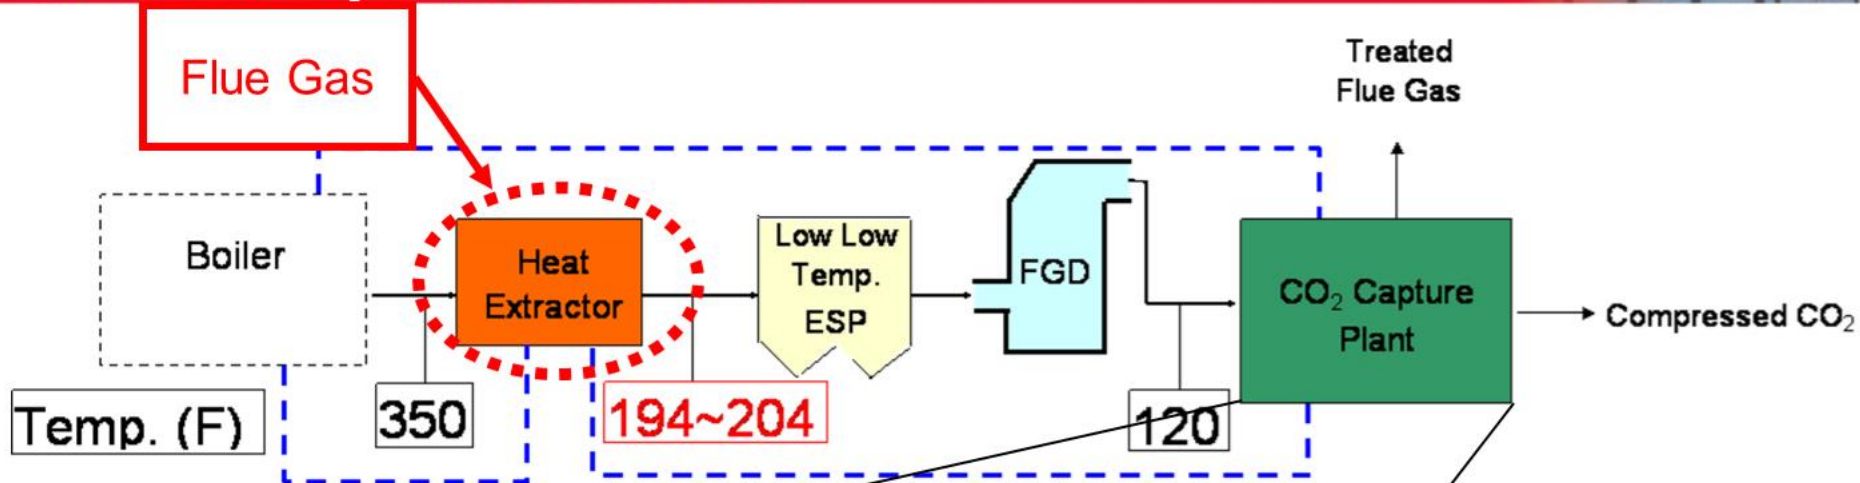 Flue Gas
Treated
Flue Gas
Boiler
Heat
Extractor
Low Low
Temp.
ESP
FGD
CO₂ Capture
Plant
Compressed CO₂
Temp. (F)
350
194~204
120